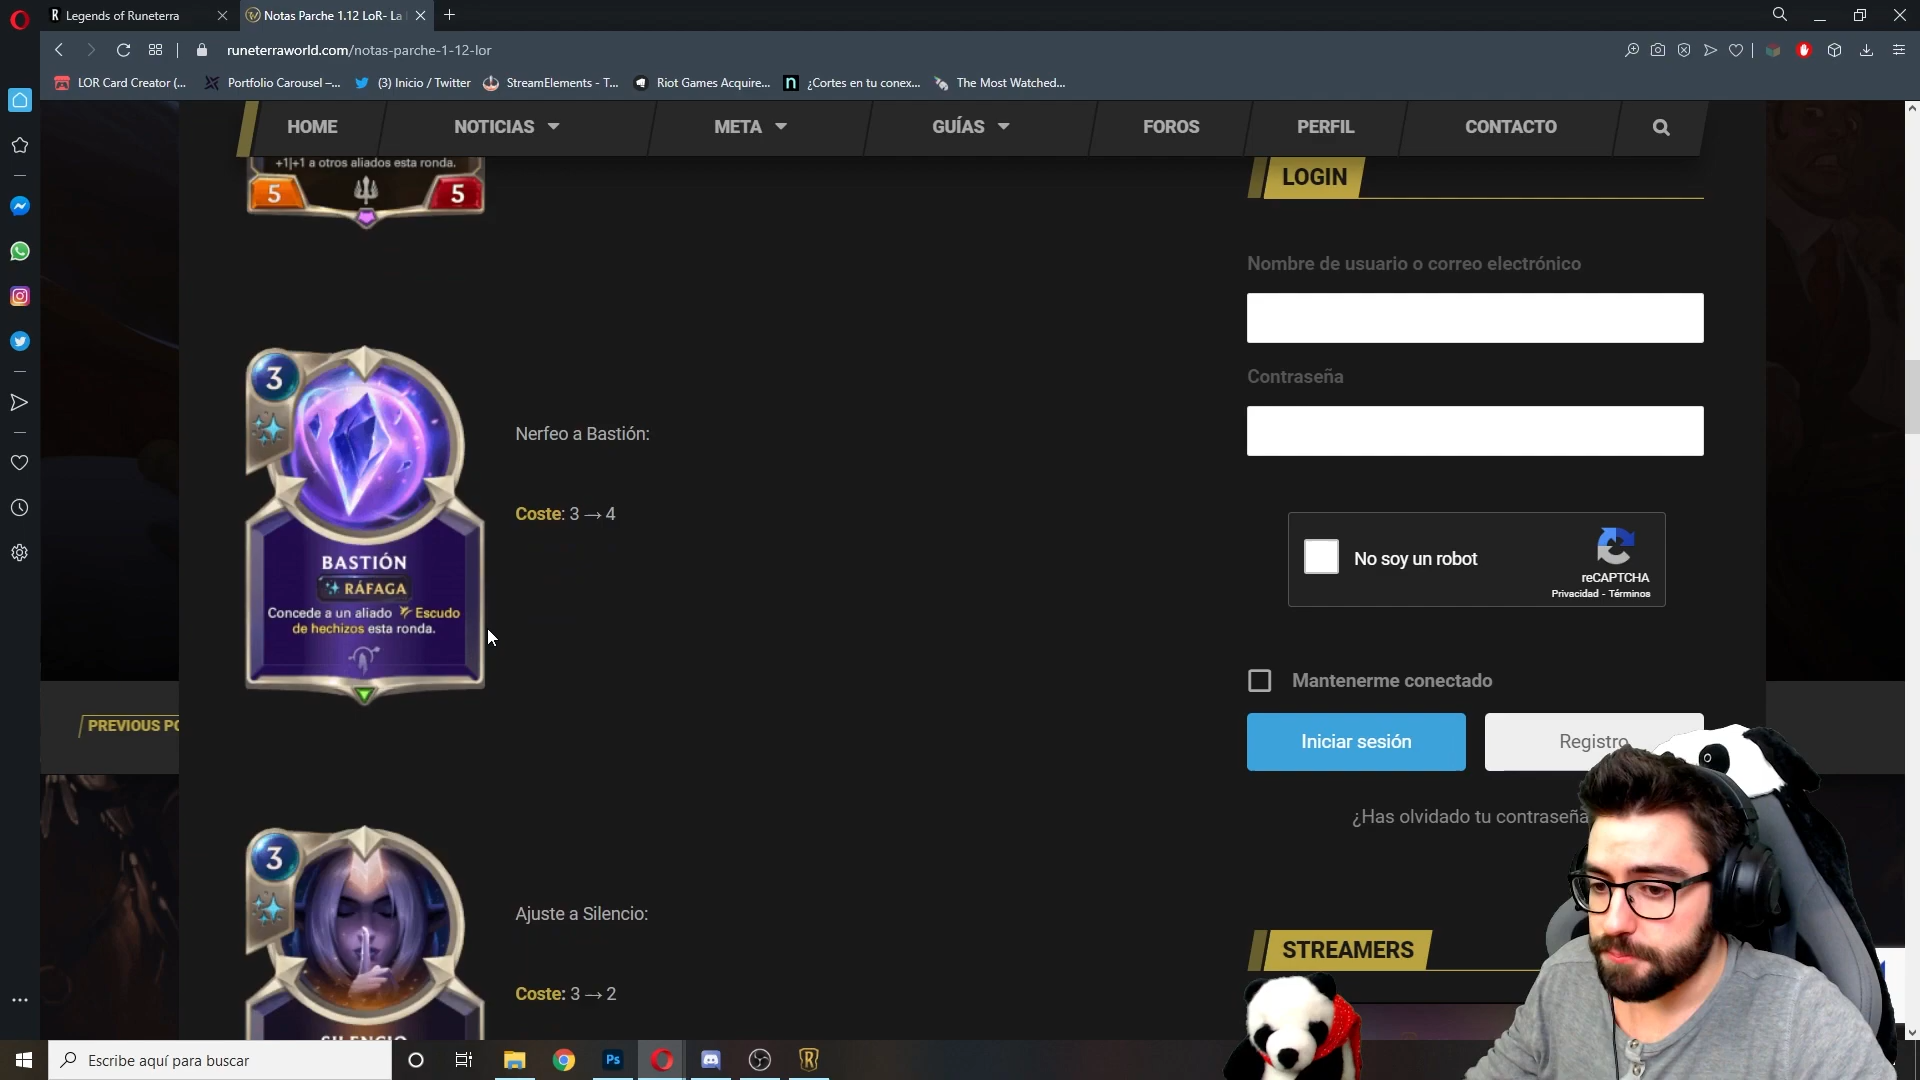 Legends of Runeterra
Notas Parche 1.12 LoR- La
runeterraworld.com/notas-parche-1-12-lor
LOR Card Creator (...
Portfolio Carousel –...
(3) Inicio / Twitter
StreamElements - T...
Riot Games Acquire...
¿Cortes en tu conex...
The Most Watched...
HOME
NOTICIAS
META
GUÍAS
FOROS
PERFIL
CONTACTO
+1|+1 a otros aliados esta ronda.
5
5
LOGIN
Nombre de usuario o correo electrónico
Contraseña
3
BASTIÓN
RÁFAGA
Concede a un aliado Escudo
de hechizos esta ronda.
Nerfeo a Bastión:
Coste: 3 → 4
No soy un robot
reCAPTCHA
Privacidad - Términos
Mantenerme conectado
Iniciar sesión
Registro
¿Has olvidado tu contraseña
PREVIOUS PO
3
SILENCIO
Ajuste a Silencio:
Coste: 3 → 2
STREAMERS
Escribe aquí para buscar
Ps